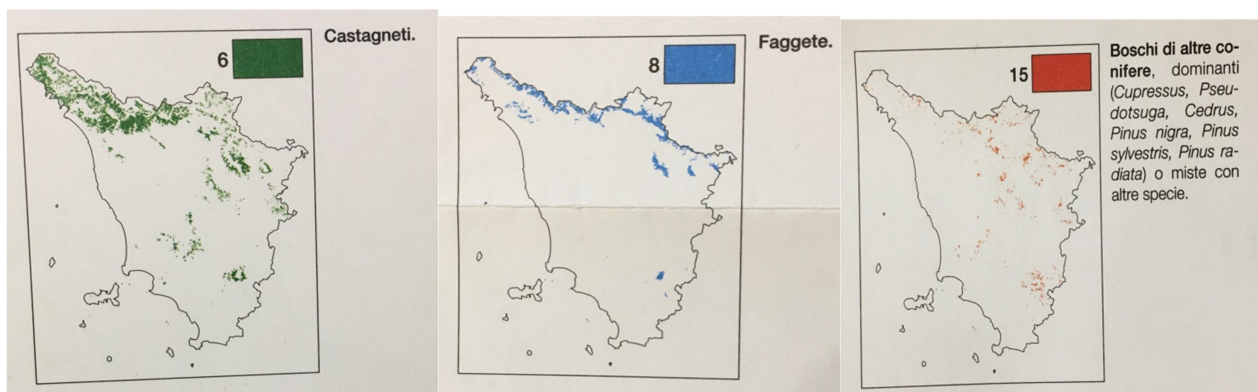 6
Castagneti.
8
Faggete.
15
Boschi di altre co-
nifere, dominanti
(Cupressus, Pseu-
dotsuga, Cedrus,
Pinus nigra, Pinus
sylvestris, Pinus ra-
diata) o miste con
altre specie.